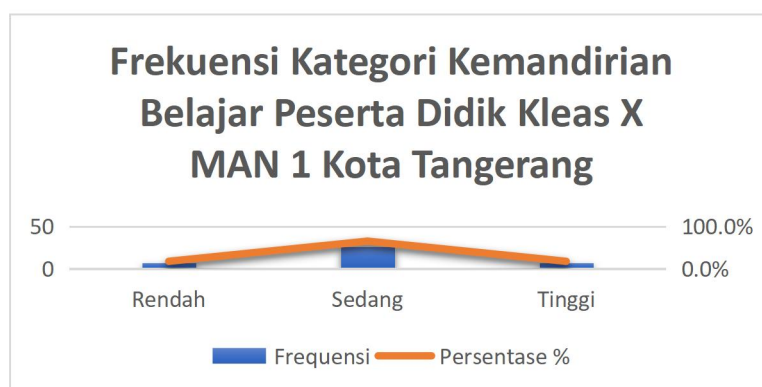 Frekuensi Kategori Kemandirian
Belajar Peserta Didik Kleas X
MAN 1 Kota Tangerang
50
100.0%
0
0.0%
Rendah
Sedang
Tinggi
Frequensi
Persentase %